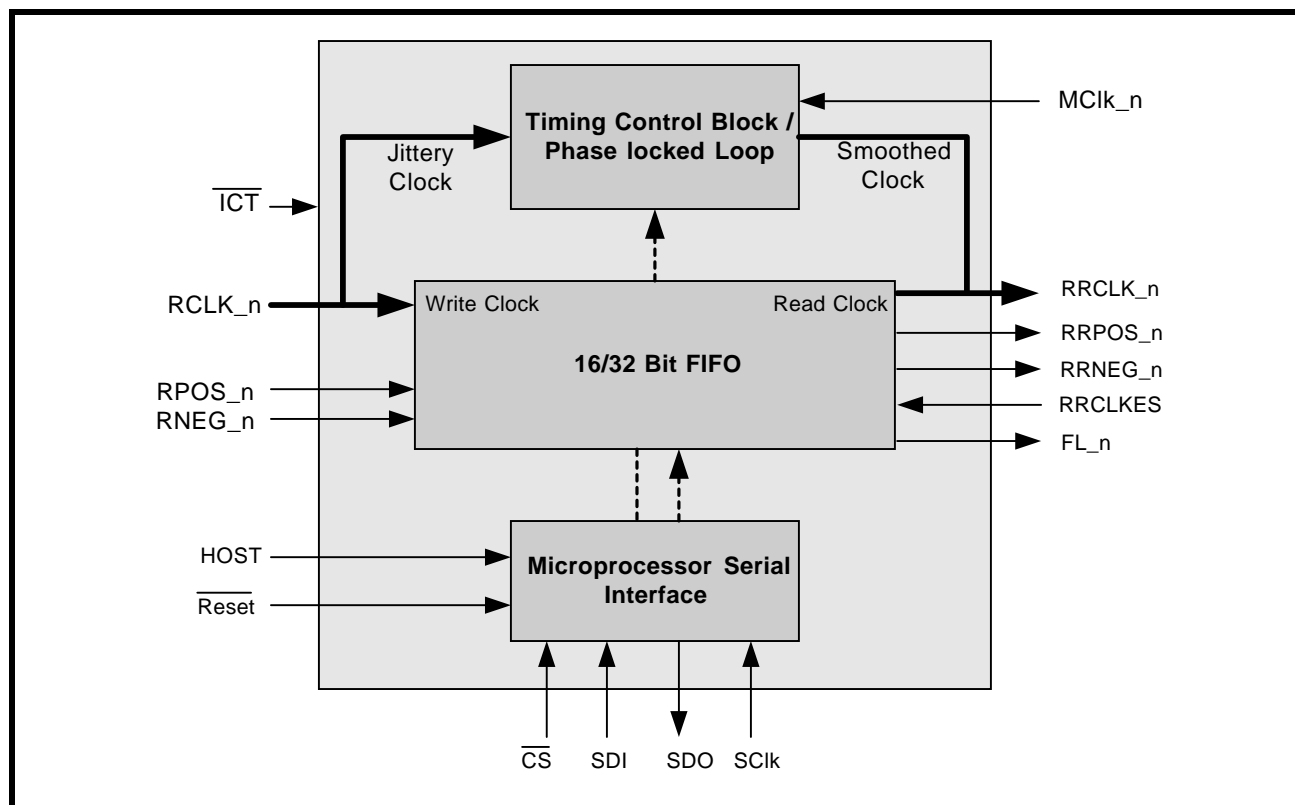 Timing Control Block /
Phase locked Loop
MClk_n
Jittery
Clock
Smoothed
Clock
ICT
RCLK_n
Write Clock
Read Clock
RRCLK_n
16/32 Bit FIFO
RRPOS_n
RRNEG_n
RPOS_n
RNEG_n
RRCLKES
FL_n
HOST
Reset
Microprocessor Serial
Interface
CS
SDI
SDO
SClk